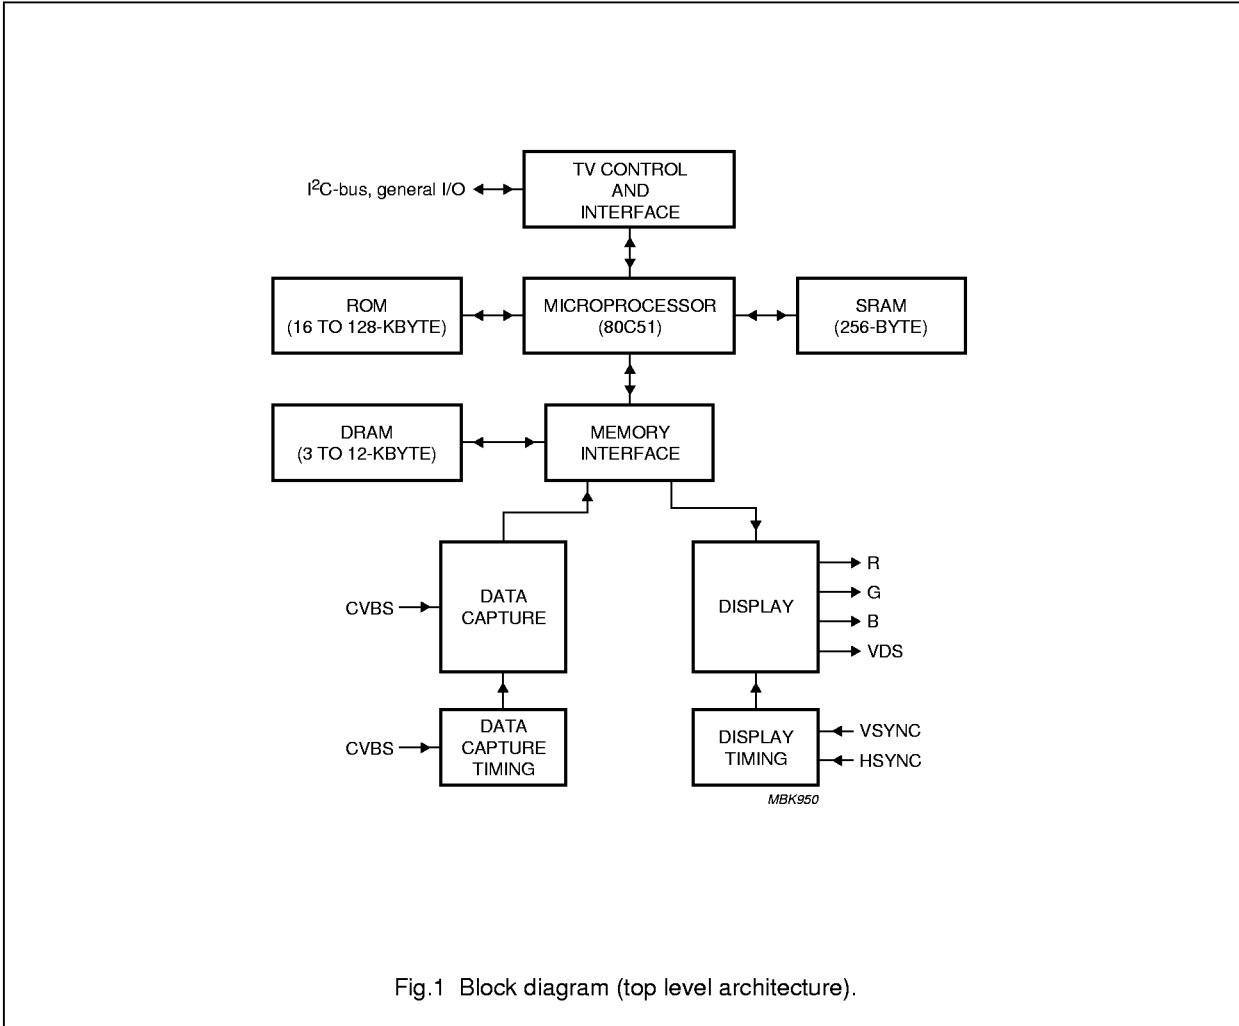 TV CONTROL
AND
INTERFACE
I²C-bus, general I/O
ROM
(16 TO 128-KBYTE)
MICROPROCESSOR
(80C51)
SRAM
(256-BYTE)
DRAM
(3 TO 12-KBYTE)
MEMORY
INTERFACE
CVBS
DATA
CAPTURE
DISPLAY
R
G
B
VDS
CVBS
DATA
CAPTURE
TIMING
DISPLAY
TIMING
VSYNC
HSYNC
MBK950
Fig.1 Block diagram (top level architecture).